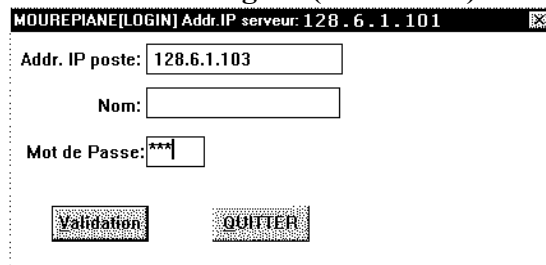 MOUREPIANE[LOGIN] Addr.IP serveur: 128.6.1.101
Addr. IP poste: 128.6.1.103
Nom:
Mot de Passe: ***
Validation QUITTER